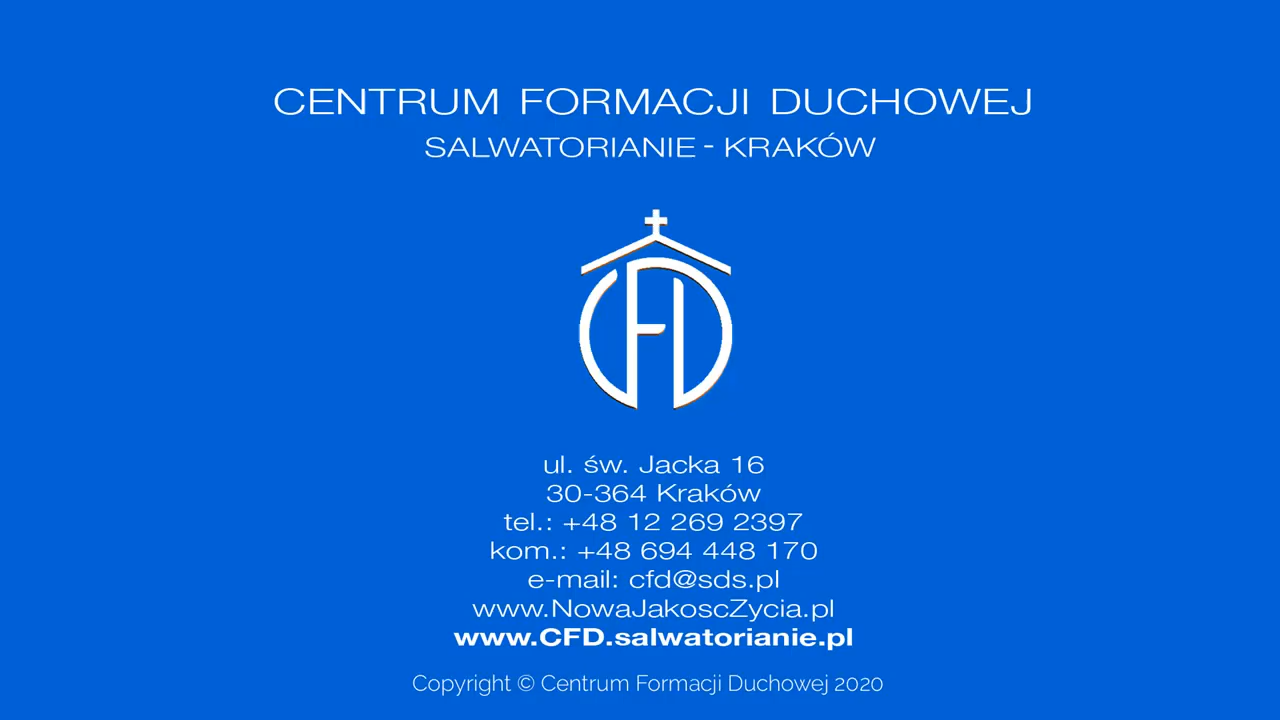 CENTRUM FORMACJI DUCHOWEJ
SALWATORIANIE - KRAKÓW
CFD
ul. św. Jacka 16
30-364 Kraków
tel.: +48 12 269 2397
kom.: +48 694 448 170
e-mail: cfd@sds.pl
www.NowaJakoscZycia.pl
www.CFD.salwatorianie.pl
Copyright © Centrum Formacji Duchowej 2020